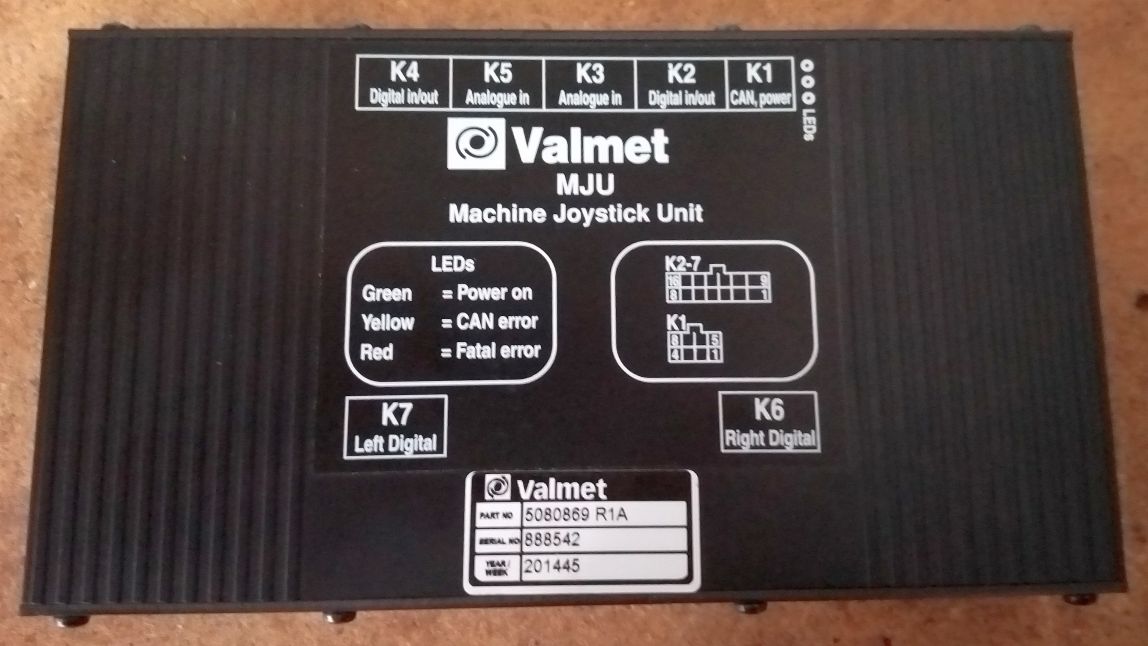 K4 K5 K3 K2 K1
Digital in/out Analogue in Analogue in Digital in/out CAN, power
LEDs
Valmet
MJU
Machine Joystick Unit
LEDs
Green = Power on
Yellow = CAN error
Red = Fatal error
K2-7
16 9
8 1
K1
8 5
4 1
K7
Left Digital
K6
Right Digital
Valmet
PART NO 5080869 R1A
SERIAL NO 888542
YEAR/
WEEK 201445